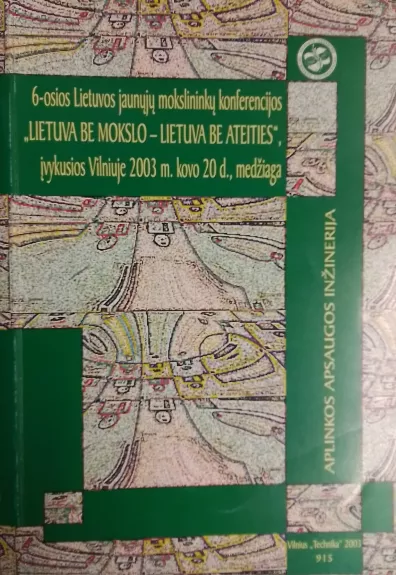 6-osios Lietuvos jaunųjų mokslininkų konferencijos
„LIETUVA BE MOKSLO – LIETUVA BE ATEITIES“,
įvykusios Vilniuje 2003 m. kovo 20 d., medžiaga
APLINKOS APSAUGOS INŽINERIJA
Vilnius „Technika“ 2003
915